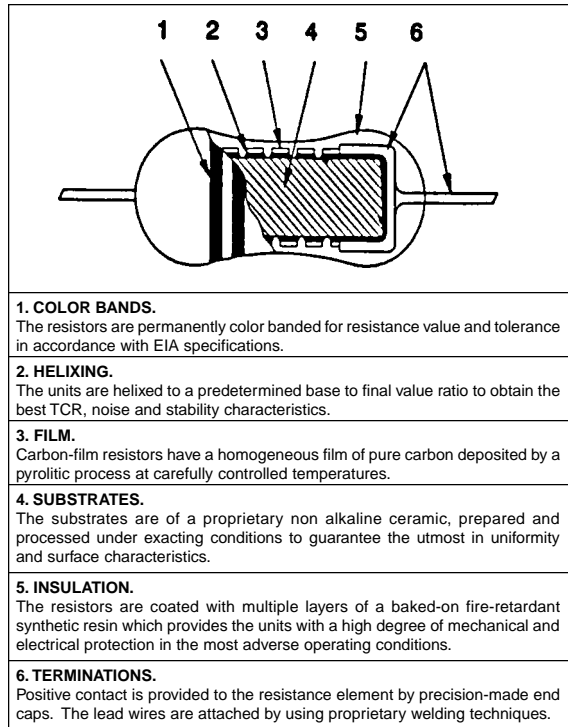 1 2 3 4 5 6
1. COLOR BANDS.
The resistors are permanently color banded for resistance value and tolerance
in accordance with EIA specifications.
2. HELIXING.
The units are helixed to a predetermined base to final value ratio to obtain the
best TCR, noise and stability characteristics.
3. FILM.
Carbon-film resistors have a homogeneous film of pure carbon deposited by a
pyrolitic process at carefully controlled temperatures.
4. SUBSTRATES.
The substrates are of a proprietary non alkaline ceramic, prepared and
processed under exacting conditions to guarantee the utmost in uniformity
and surface characteristics.
5. INSULATION.
The resistors are coated with multiple layers of a baked-on fire-retardant
synthetic resin which provides the units with a high degree of mechanical and
electrical protection in the most adverse operating conditions.
6. TERMINATIONS.
Positive contact is provided to the resistance element by precision-made end
caps. The lead wires are attached by using proprietary welding techniques.